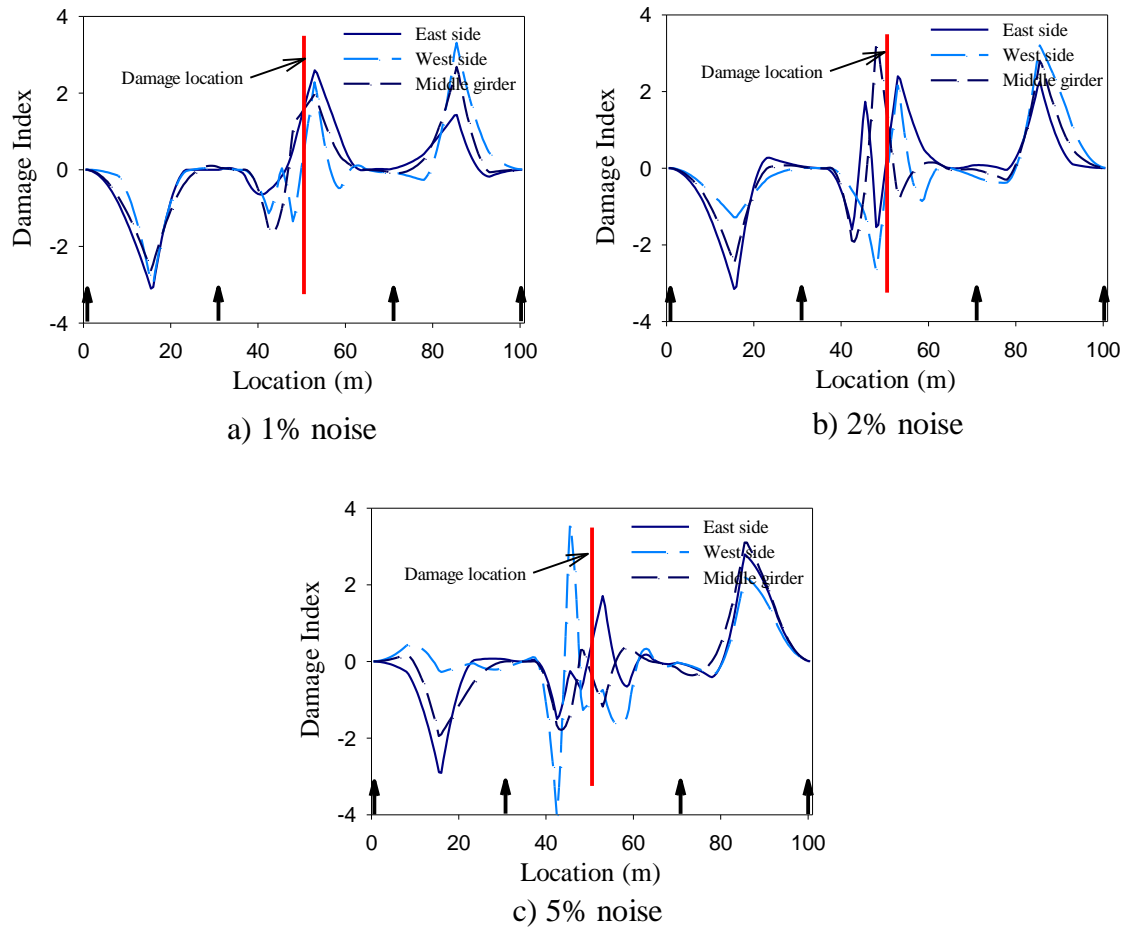 4
East side
West side
Damage location
Middle girder
2
Damage Index
0
-2
-4
0 20 40 60 80 100
Location (m)
a) 1% noise
4
East side
West side
Damage location
Middle girder
2
Damage Index
0
-2
-4
0 20 40 60 80 100
Location (m)
b) 2% noise
4
East side
West side
Damage location
Middle girder
2
Damage Index
0
-2
-4
0 20 40 60 80 100
Location (m)
c) 5% noise